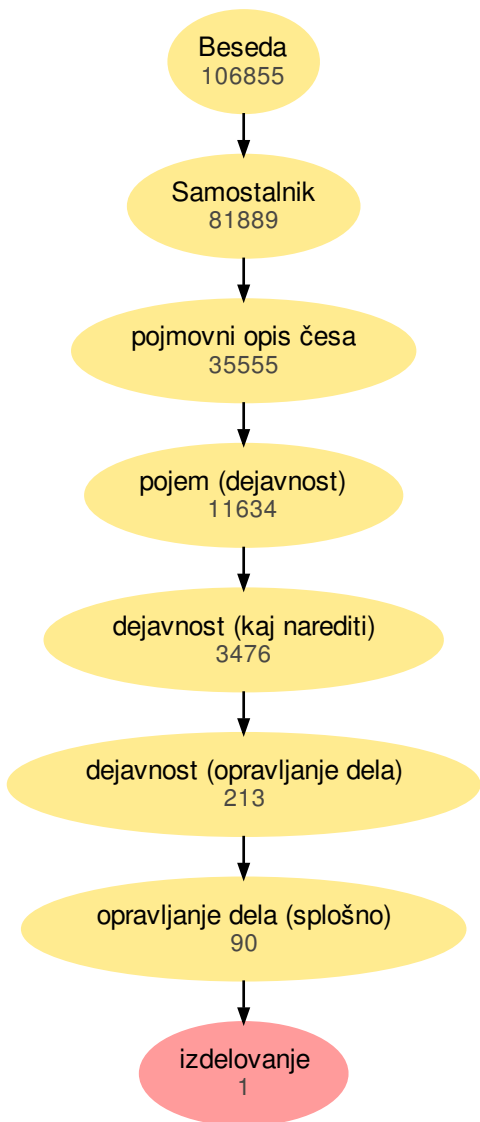 Beseda
106855
Samostalnik
81889
pojmovni opis česa
35555
pojem (dejavnost)
11634
dejavnost (kaj narediti)
3476
dejavnost (opravljanje dela)
213
opravljanje dela (splošno)
90
izdelovanje
1